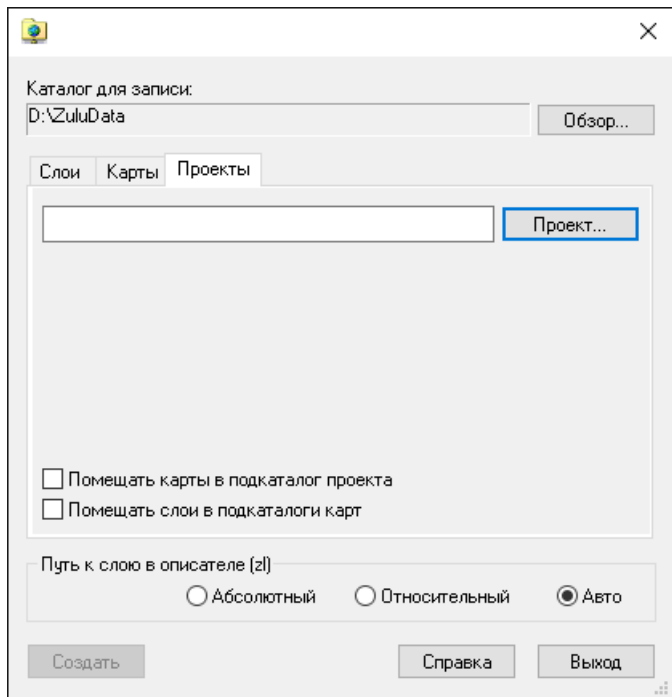 Каталог для записи:
D:\ZuluData
Обзор...
Слои Карты Проекты
Проект...
Помещать карты в подкаталог проекта
Помещать слои в подкаталоги карт
Путь к слою в описателе (zl)
Абсолютный Относительный Авто
Создать Справка Выход